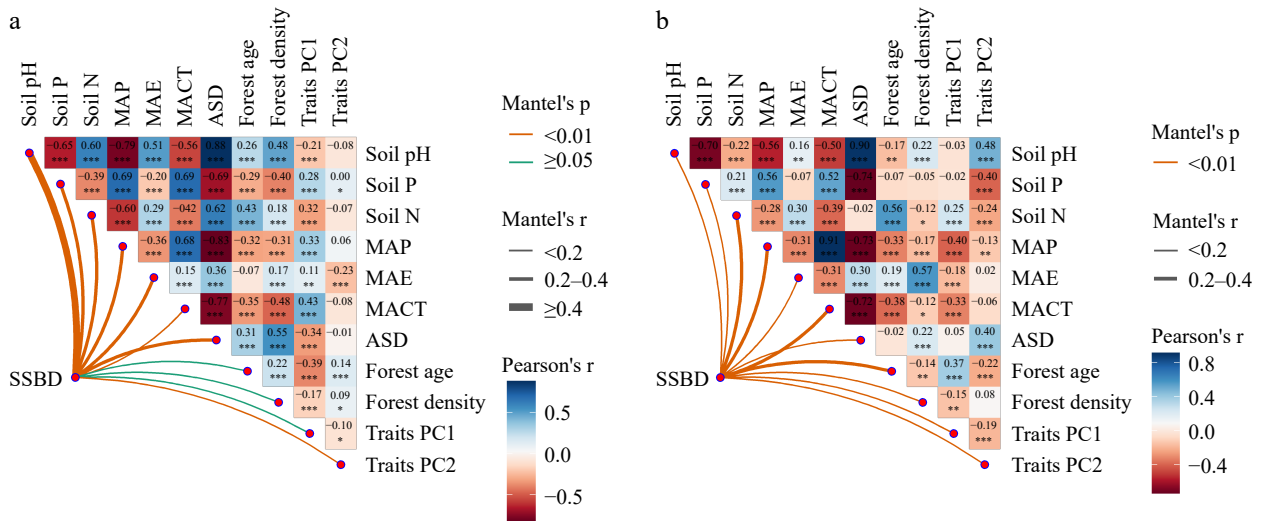 a
Soil pH Soil P Soil N MAP MAE MACT ASD Forest age Forest density Traits PC1 Traits PC2
−0.65 0.60 −0.79 0.51 −0.56 0.88 0.26 0.48 −0.21 −0.08 Soil pH
*** *** *** *** *** *** *** *** ***
−0.39 0.69 −0.20 0.69 −0.69 −0.29 −0.40 0.28 0.00 Soil P
*** *** *** *** *** *** *** *** *
−0.60 0.29 −042 0.62 0.43 0.18 0.32 −0.07 Soil N
*** *** *** *** *** *** ***
−0.36 0.68 −0.83 −0.32 −0.31 0.33 0.06 MAP
*** *** *** *** *** ***
0.15 0.36 −0.07 0.17 0.11 −0.23 MAE
*** *** *** ** ***
−0.77 −0.35 −0.48 0.43 −0.08 MACT
*** *** *** ***
0.31 0.55 −0.34 −0.01 ASD
*** *** ***
0.22 −0.39 0.14 Forest age
*** *** ***
−0.17 0.09 Forest density
*** *
−0.10 Traits PC1
*
Traits PC2
SSBD
Mantel's p
<0.01
≥0.05
Mantel's r
<0.2
0.2–0.4
≥0.4
Pearson's r
0.5
0.0
−0.5
b
Soil pH Soil P Soil N MAP MAE MACT ASD Forest age Forest density Traits PC1 Traits PC2
−0.70 −0.22 −0.56 0.16 −0.50 0.90 −0.17 0.22 −0.03 0.48 Soil pH
*** *** *** ** *** *** ** *** ***
0.21 0.56 −0.07 0.52 −0.74 −0.07 −0.05 −0.02 −0.40 Soil P
*** *** *** *** ***
−0.28 0.30 −0.39 −0.02 0.56 −0.12 0.25 −0.24 Soil N
*** *** *** *** * *** ***
−0.31 0.91 −0.73 −0.33 −0.17 −0.40 −0.13 MAP
*** *** *** *** *** *** **
−0.31 0.30 0.19 0.57 −0.18 0.02 MAE
*** *** *** *** ***
−0.72 −0.38 −0.12 −0.33 −0.06 MACT
*** *** * ***
−0.02 0.22 0.05 0.40 ASD
*** ***
−0.14 0.37 −0.22 Forest age
** *** ***
−0.15 0.08 Forest density
**
−0.19 Traits PC1
***
Traits PC2
SSBD
Mantel's p
<0.01
Mantel's r
<0.2
0.2–0.4
Pearson's r
0.8
0.4
0.0
−0.4